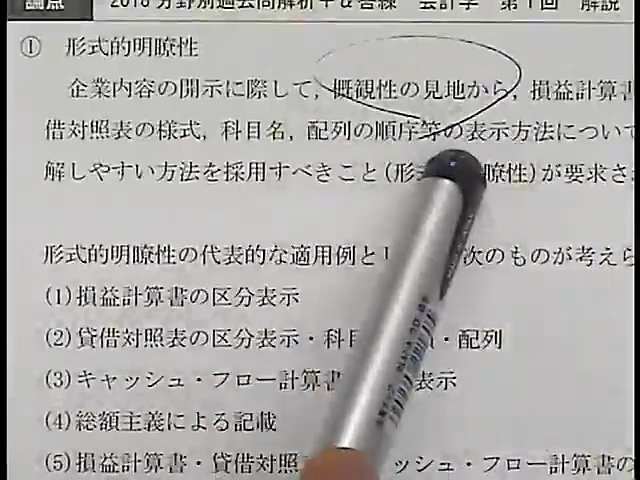 論点 2018 分野別過去問解析+α答練 会計学 第1回 解説
① 形式的明瞭性
企業内容の開示に際して,概観性の見地から,損益計算書
借対照表の様式,科目名,配列の順序等の表示方法について
解しやすい方法を採用すべきこと(形 瞭性)が要求さ
形式的明瞭性の代表的な適用例と 次のものが考えら
(1)損益計算書の区分表示
(2)貸借対照表の区分表示・科 ・配列
(3)キャッシュ・フロー計算書 表示
(4)総額主義による記載
(5)損益計算書・貸借対照 ッシュ・フロー計算書の